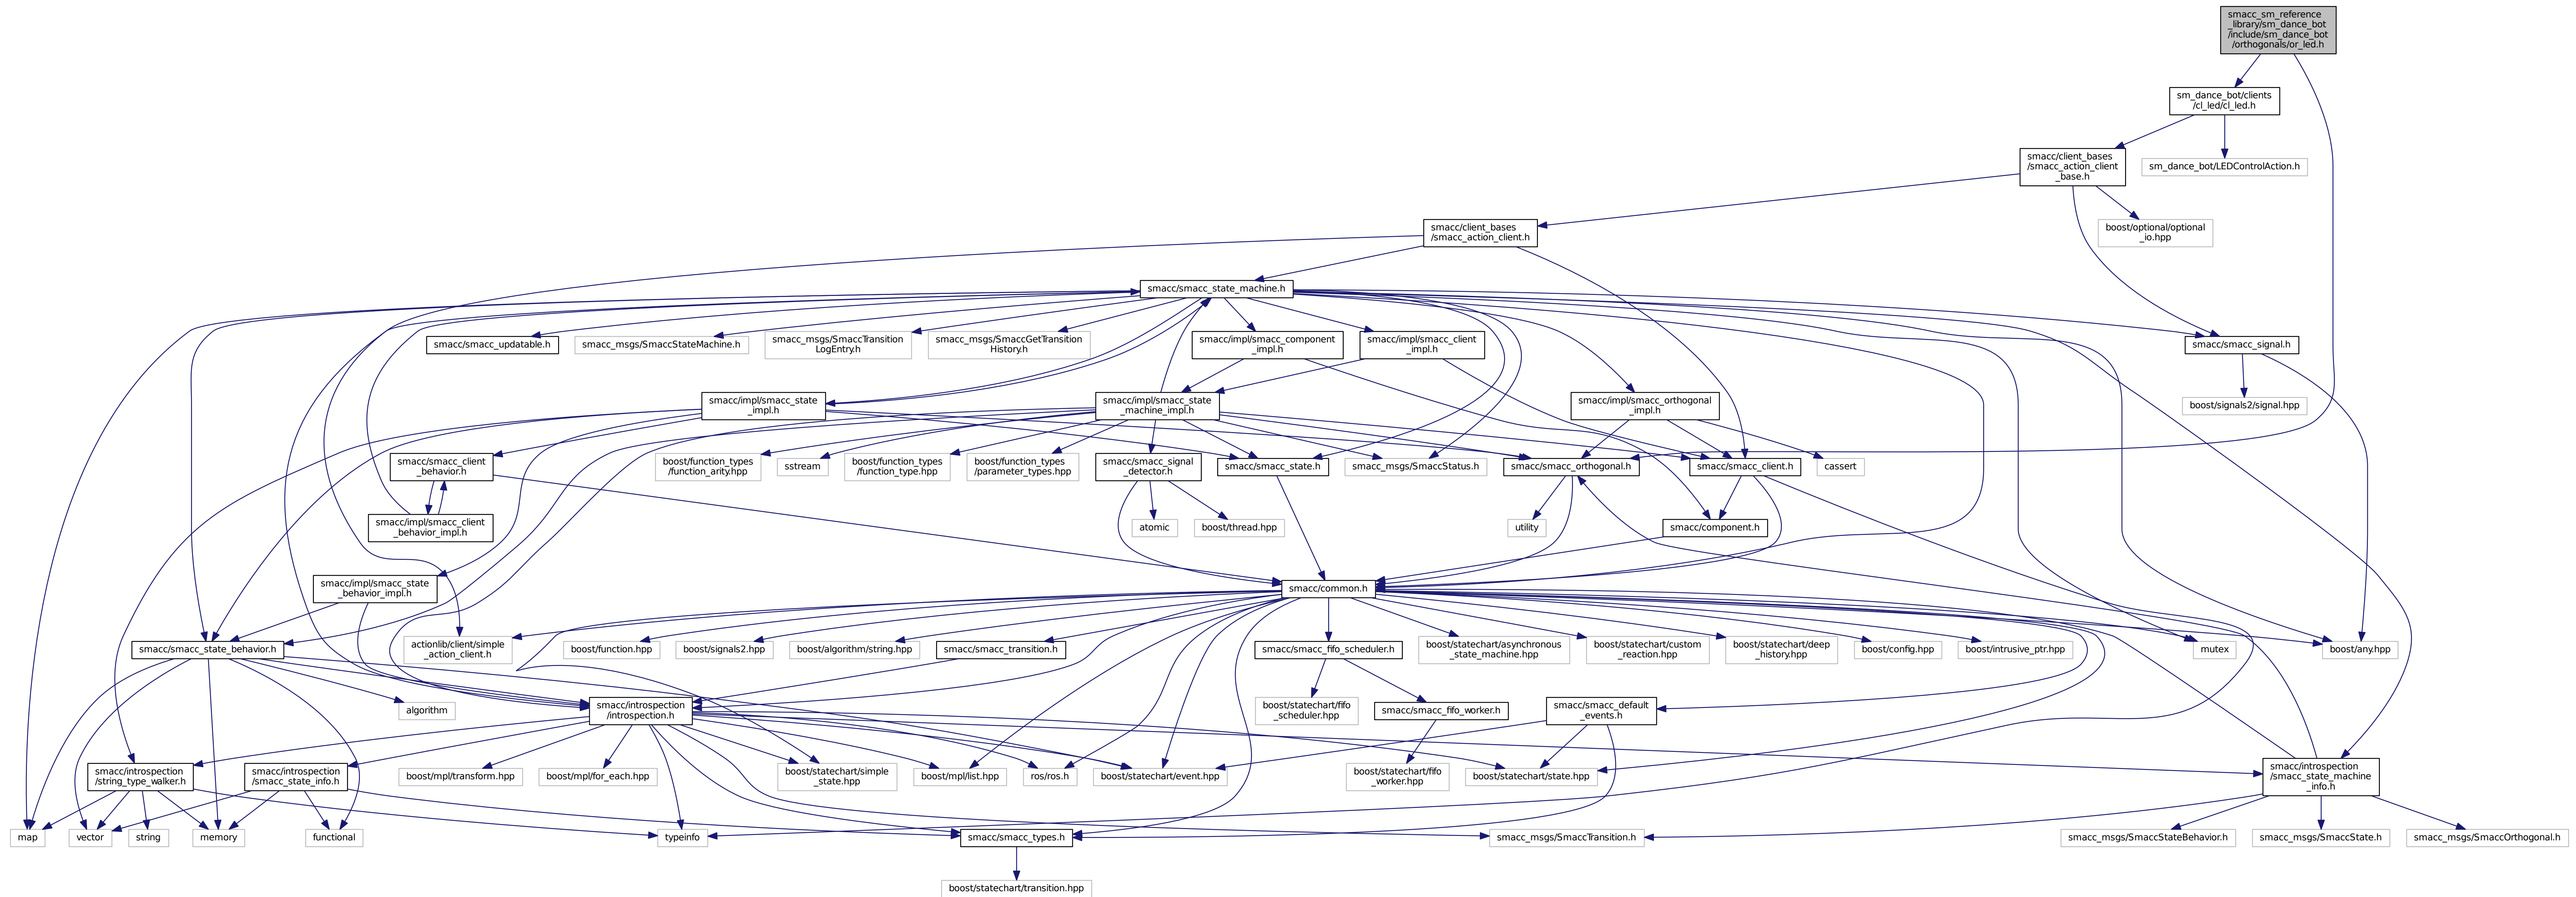 smacc_sm_reference
_library/sm_dance_bot
/include/sm_dance_bot
/orthogonals/or_led.h
sm_dance_bot/clients
/cl_led/cl_led.h
smacc/client_bases
/smacc_action_client
_base.h
sm_dance_bot/LEDControlAction.h
smacc/client_bases
/smacc_action_client.h
boost/optional/optional
_io.hpp
smacc/smacc_state_machine.h
smacc/smacc_updatable.h
smacc_msgs/SmaccStateMachine.h
smacc_msgs/SmaccTransition
LogEntry.h
smacc_msgs/SmaccGetTransition
History.h
smacc/impl/smacc_component
_impl.h
smacc/impl/smacc_client
_impl.h
smacc/smacc_signal.h
smacc/impl/smacc_state
_impl.h
smacc/impl/smacc_state
_machine_impl.h
smacc/impl/smacc_orthogonal
_impl.h
boost/signals2/signal.hpp
smacc/smacc_client
_behavior.h
boost/function_types
/function_arity.hpp
sstream
boost/function_types
/function_type.hpp
boost/function_types
/parameter_types.hpp
smacc/smacc_signal
_detector.h
smacc/smacc_state.h
smacc_msgs/SmaccStatus.h
smacc/smacc_orthogonal.h
smacc/smacc_client.h
cassert
smacc/impl/smacc_client
_behavior_impl.h
atomic
boost/thread.hpp
utility
smacc/component.h
smacc/impl/smacc_state
_behavior_impl.h
smacc/common.h
smacc/smacc_state_behavior.h
actionlib/client/simple
_action_client.h
boost/function.hpp
boost/signals2.hpp
boost/algorithm/string.hpp
smacc/smacc_transition.h
smacc/smacc_fifo_scheduler.h
boost/statechart/asynchronous
_state_machine.hpp
boost/statechart/custom
_reaction.hpp
boost/statechart/deep
_history.hpp
boost/config.hpp
boost/intrusive_ptr.hpp
mutex
boost/any.hpp
algorithm
smacc/introspection
/introspection.h
boost/statechart/fifo
_scheduler.hpp
smacc/smacc_fifo_worker.h
smacc/smacc_default
_events.h
smacc/introspection
/string_type_walker.h
smacc/introspection
/smacc_state_info.h
boost/mpl/transform.hpp
boost/mpl/for_each.hpp
boost/statechart/simple
_state.hpp
boost/mpl/list.hpp
ros/ros.h
boost/statechart/event.hpp
boost/statechart/fifo
_worker.hpp
boost/statechart/state.hpp
smacc/introspection
/smacc_state_machine
_info.h
map
vector
string
memory
functional
typeinfo
smacc/smacc_types.h
smacc_msgs/SmaccTransition.h
smacc_msgs/SmaccStateBehavior.h
smacc_msgs/SmaccState.h
smacc_msgs/SmaccOrthogonal.h
boost/statechart/transition.hpp